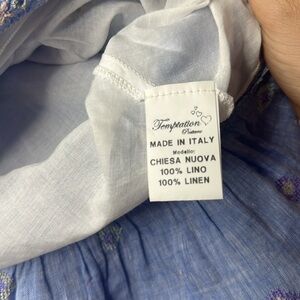 Temptation
Positano
MADE IN ITALY
Modello:
CHIESA NUOVA
100% LINO
100% LINEN